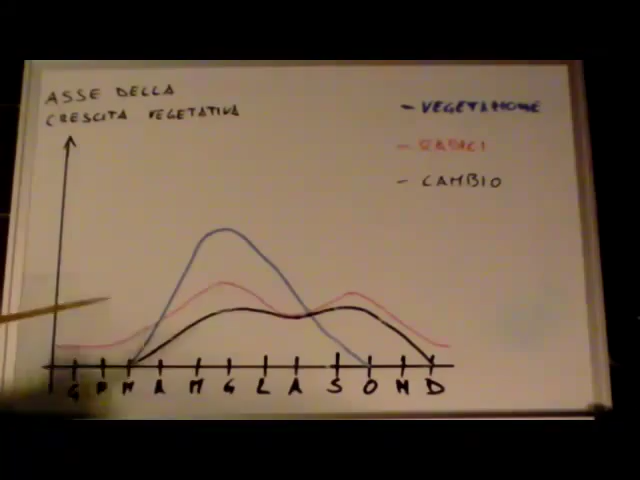 ASSE DELLA
CRESCITA VEGETATIVA
- VEGETAZIONE
- RADICI
- CAMBIO
G F M A M G L A S O N D